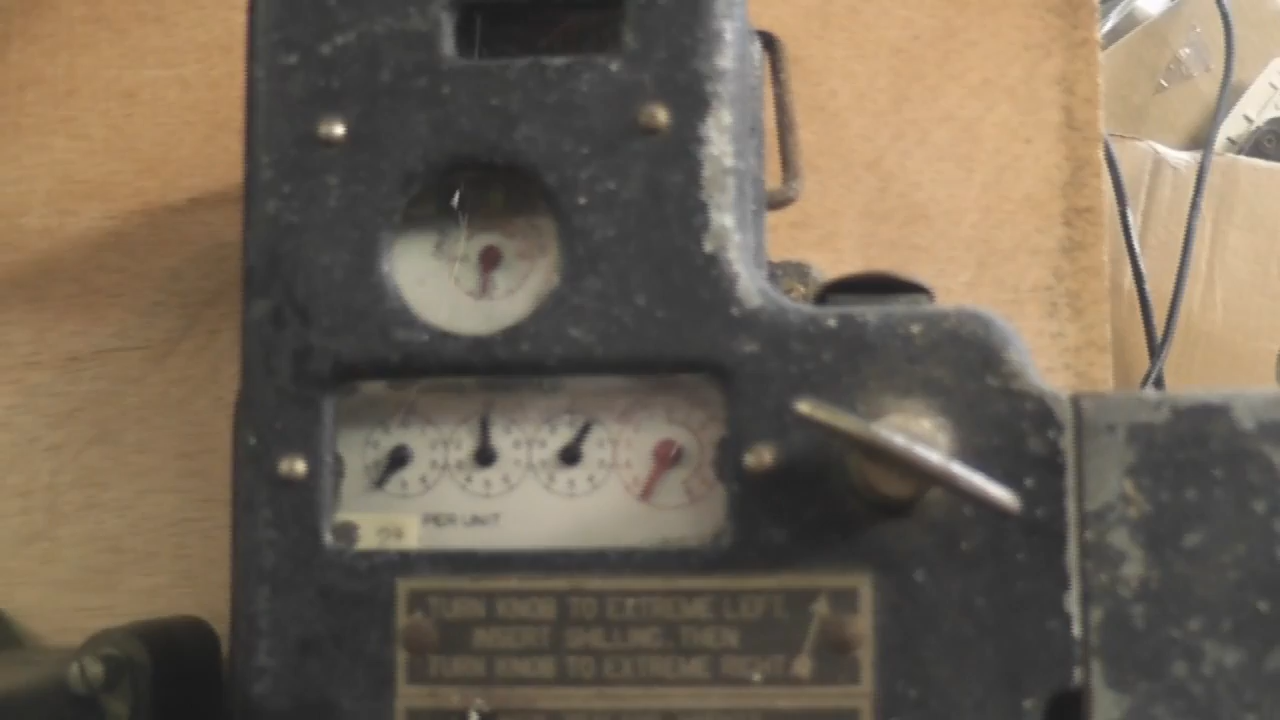 PER UNIT
TURN KNOB TO EXTREME LEFT,
INSERT SHILLING, THEN
TURN KNOB TO EXTREME RIGHT